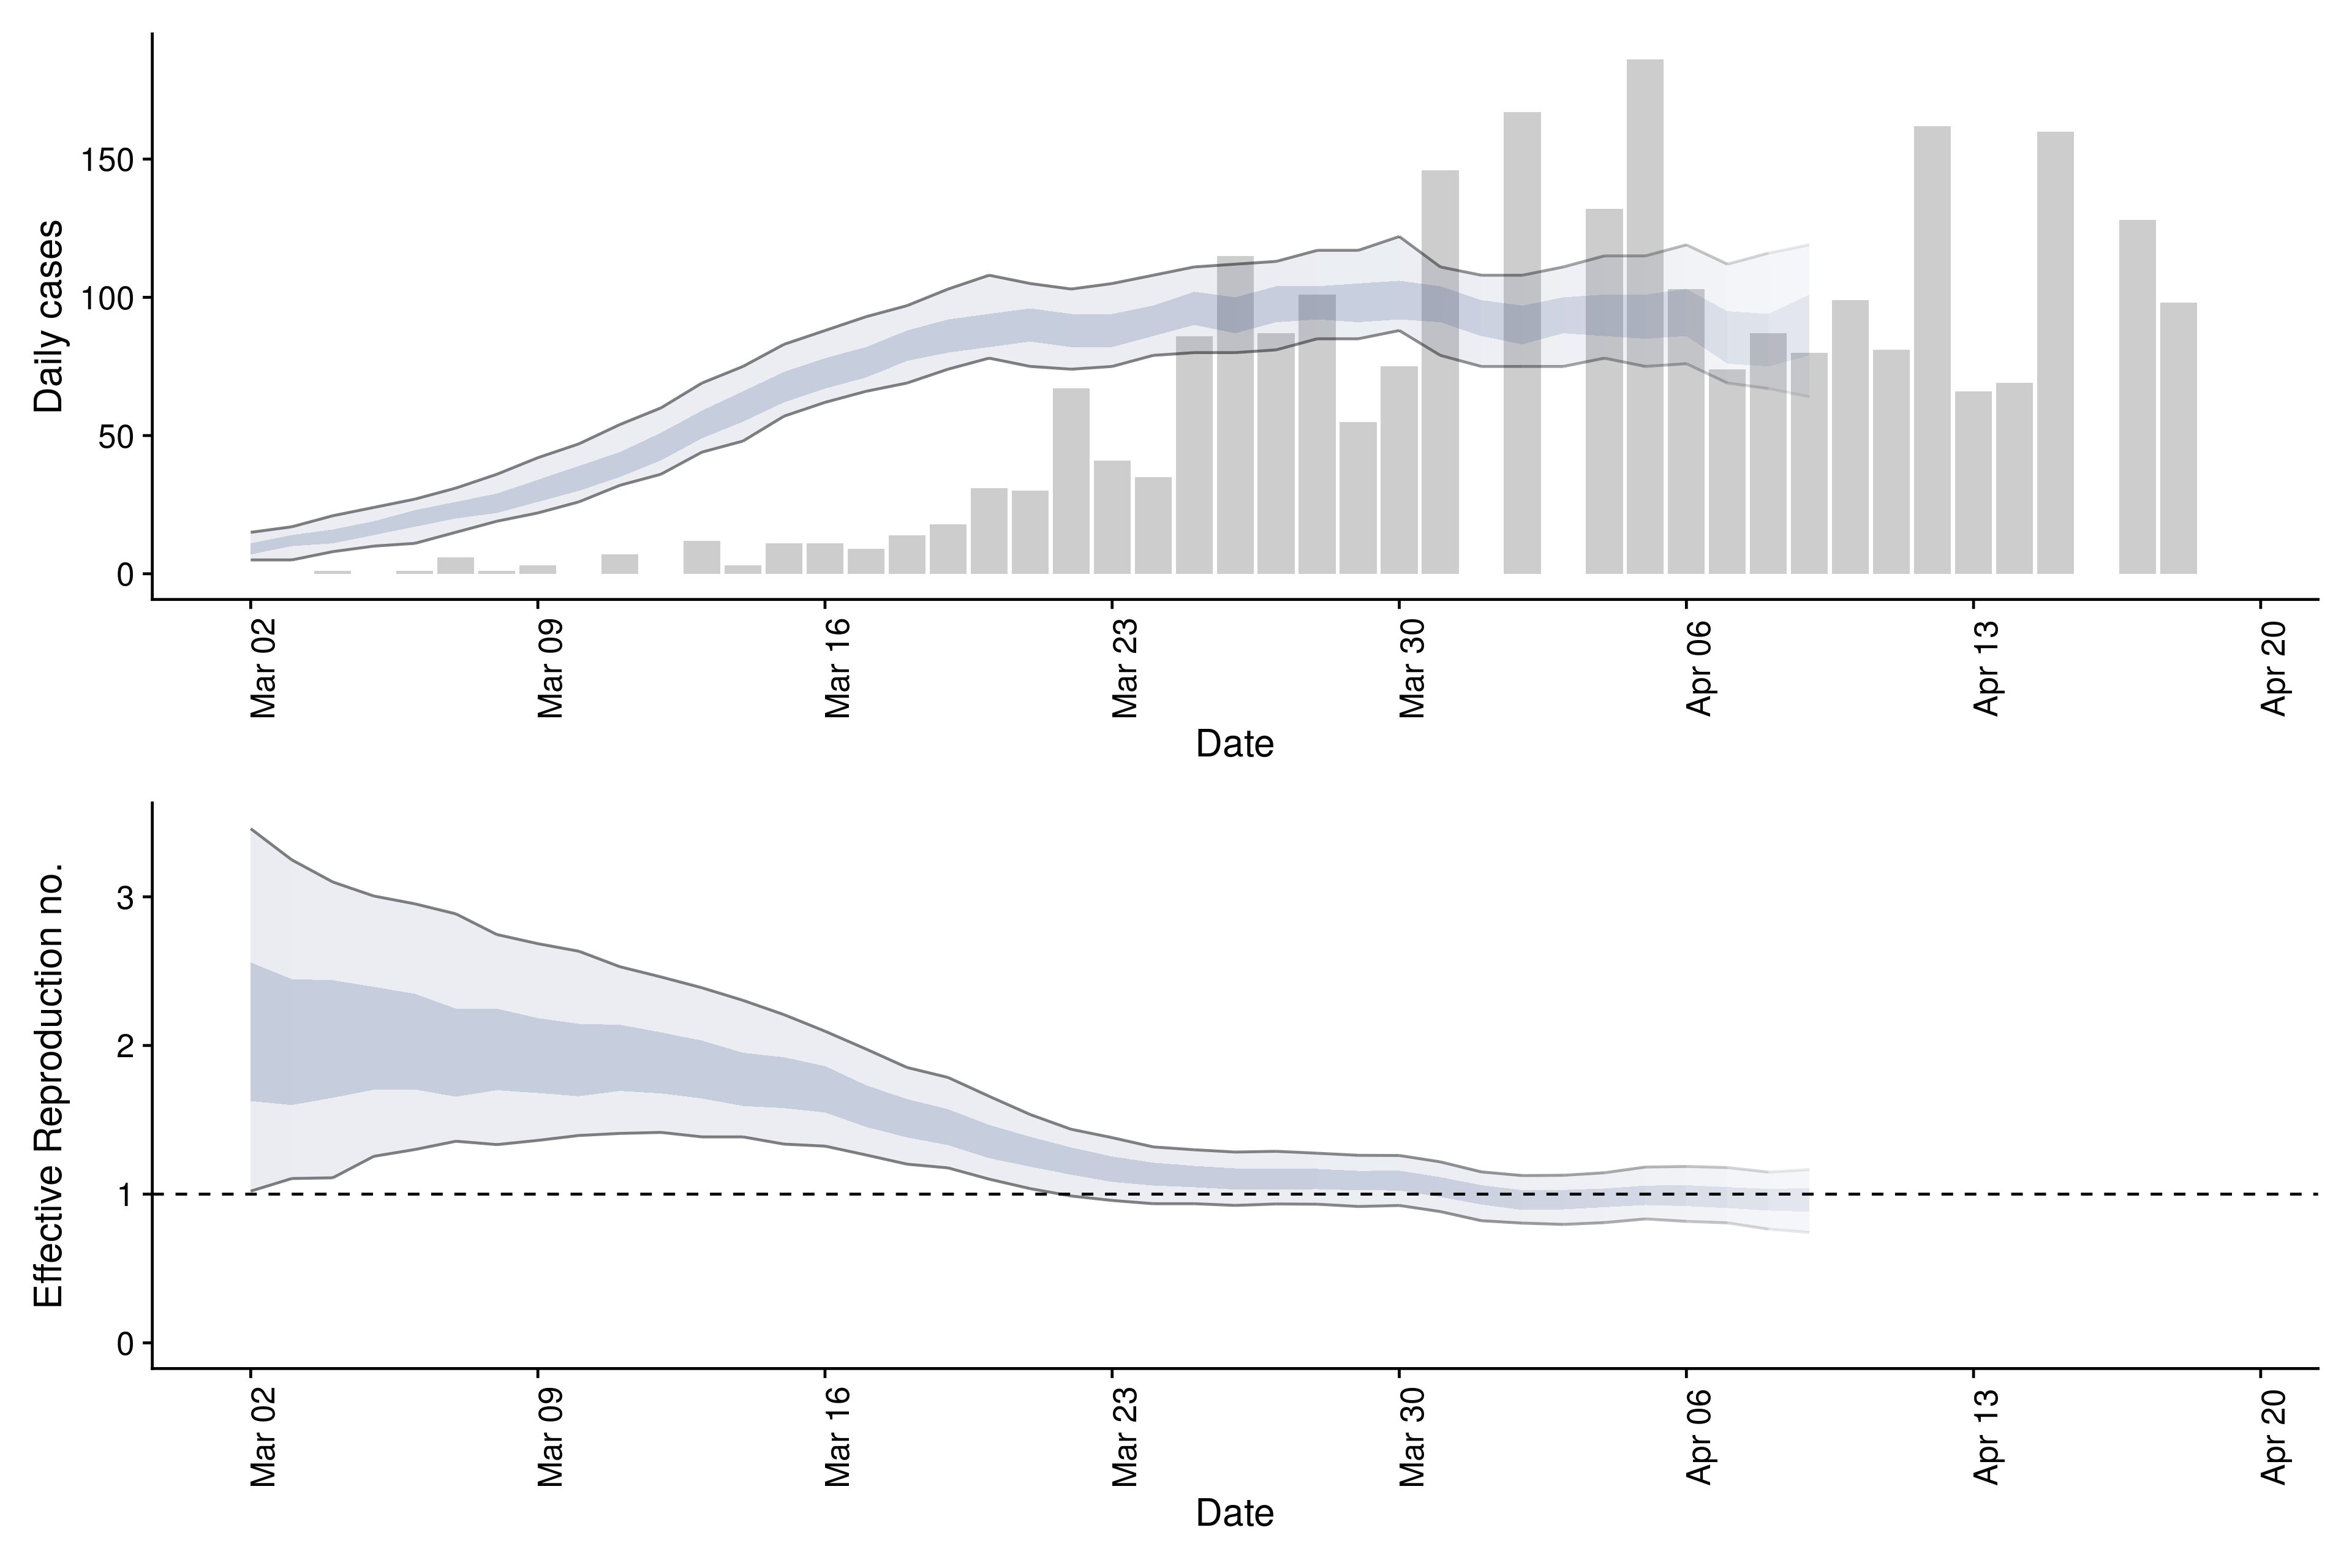 Daily cases
150
100
50
0
Mar 02
Mar 09
Mar 16
Mar 23
Mar 30
Apr 06
Apr 13
Apr 20
Date
Effective Reproduction no.
3
2
1
0
Mar 02
Mar 09
Mar 16
Mar 23
Mar 30
Apr 06
Apr 13
Apr 20
Date